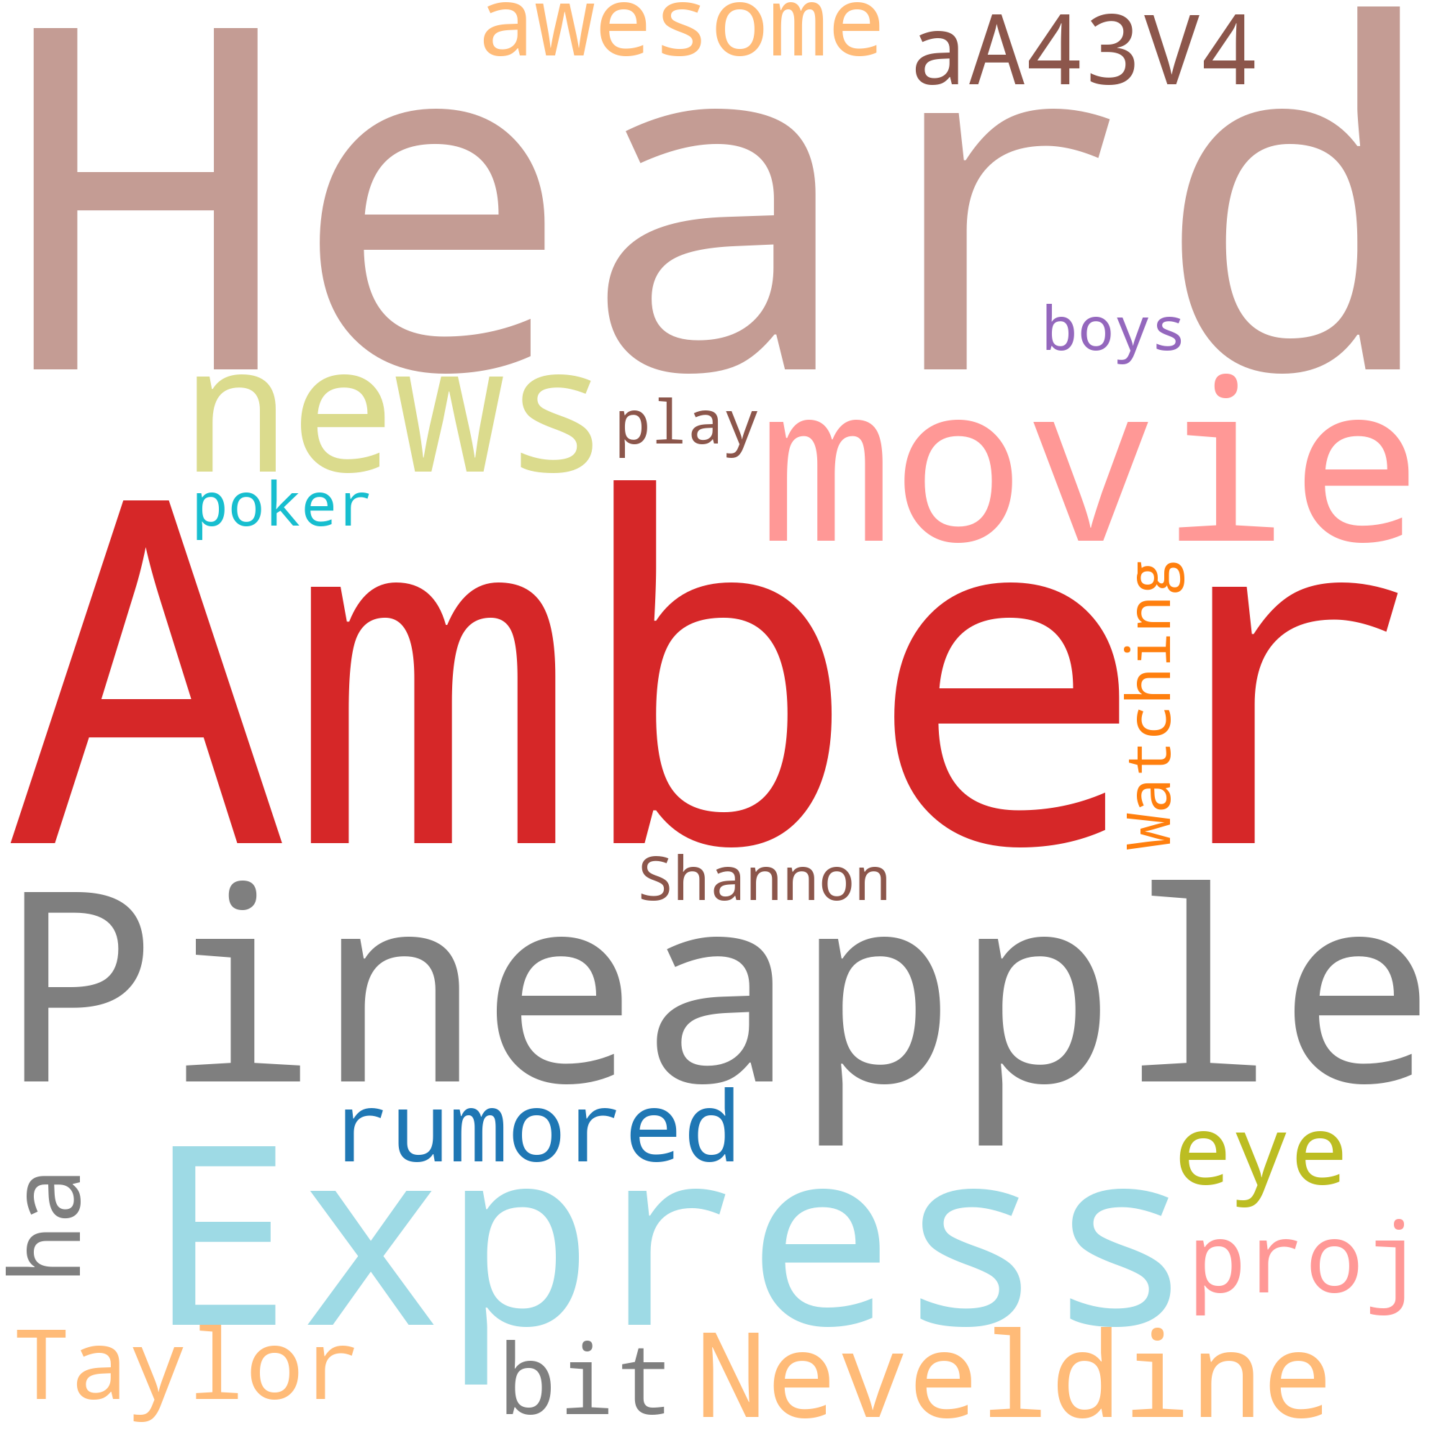 awesome
aA43V4
Heard
boys
news
play
movie
poker
Amber
Watching
Shannon
Pineapple
rumored
eye
ha
Express
proj
Taylor
bit
Neveldine